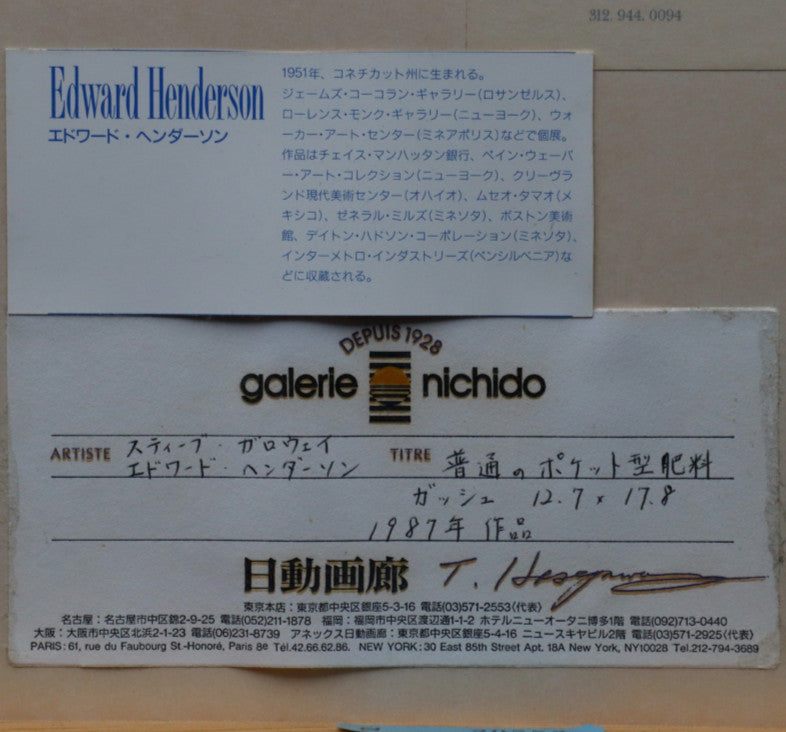 312.944.0094
Edward Henderson
エドワード・ヘンダーソン
1951年、コネチカット州に生まれる。
ジェームズ・コーコラン・ギャラリー(ロサンゼルス)、
ローレンス・モンク・ギャラリー(ニューヨーク)、ウォ
ーカー・アート・センター(ミネアポリス)などで個展。
作品はチェイス・マンハッタン銀行、ペイン・ウェーバ
ー・アート・コレクション(ニューヨーク)、クリーヴラ
ンド現代美術センター(オハイオ)、ムセオ・タマオ(メ
キシコ)、ゼネラル・ミルズ(ミネソタ)、ボストン美術
館、デイトン・ハドソン・コーポレーション(ミネソタ)、
インターメトロ・インダストリーズ(ペンシルベニア)な
どに収蔵される。
DEPUIS 1928
galerie nichido
ARTISTE スティーブ・ガロウェイ
エドワード・ヘンダーソン
TITRE 普通のポケット型肥料
ガッシュ 12.7 x 17.8
1987年作品
日動画廊 T. Hasegawa
東京本店:東京都中央区銀座5-3-16 電話(03)571-2553〈代表〉
名古屋:名古屋市中区錦2-9-25 電話(052)211-1878 福岡:福岡市中央区渡辺通1-1-2 ホテルニューオータニ博多1階 電話(092)713-0440
大阪:大阪市中央区北浜2-1-23 電話(06)231-8739 アネックス日動画廊:東京都中央区銀座5-4-16 ニュースキヤビル2階 電話(03)571-2925〈代表〉
PARIS:61, rue du Faubourg St-Honoré, Paris 8e Tél.42.66.62.86. NEW YORK:30 East 85th Street Apt. 18A New York, NY10028 Tel.212-794-3689